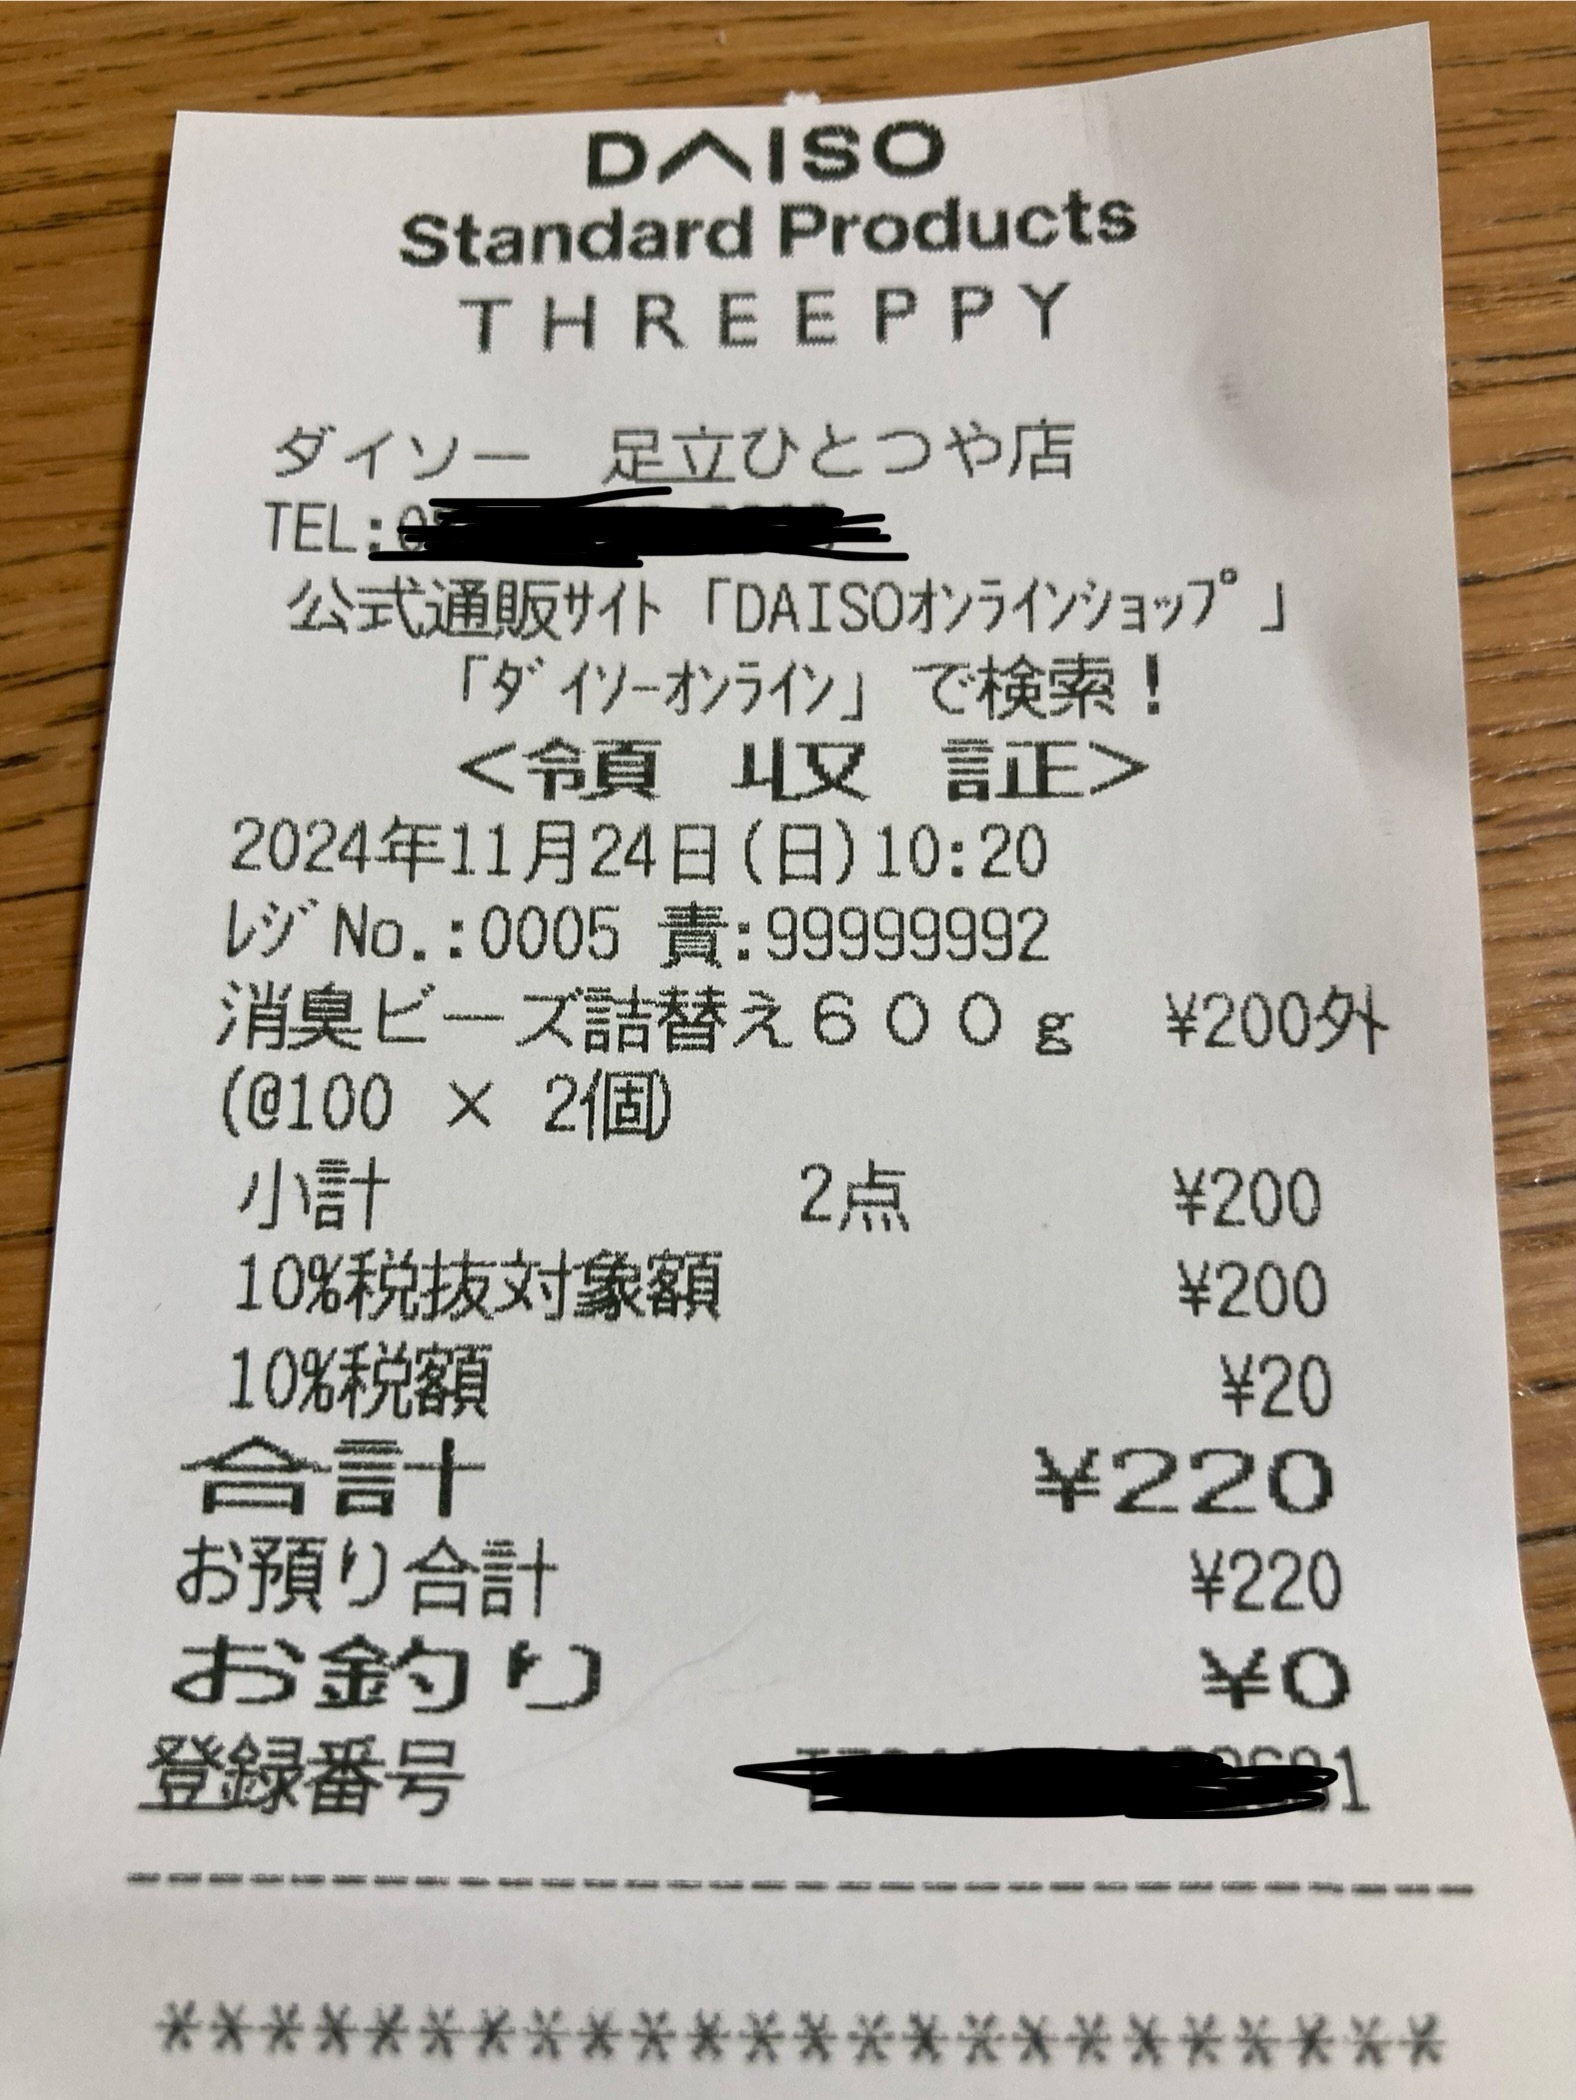 DAISO
Standard Products
THREEPPY
ダイソー　足立ひとつや店
TEL:
公式通販ｻｲﾄ「DAISOｵﾝﾗｲﾝｼｮｯﾌﾟ」
「ﾀﾞｲｿｰｵﾝﾗｲﾝ」 で検索！
＜領　収　証＞
2024年11月24日(日)10:20
ﾚｼﾞNo.:0005 責:99999992
消臭ビーズ詰替え６００ｇ ¥200外
(@100 × 2個)
小計 2点 ¥200
10%税抜対象額 ¥200
10%税額 ¥20
合計 ¥220
お預り合計 ¥220
お釣り ¥0
登録番号
------------------------------
************************